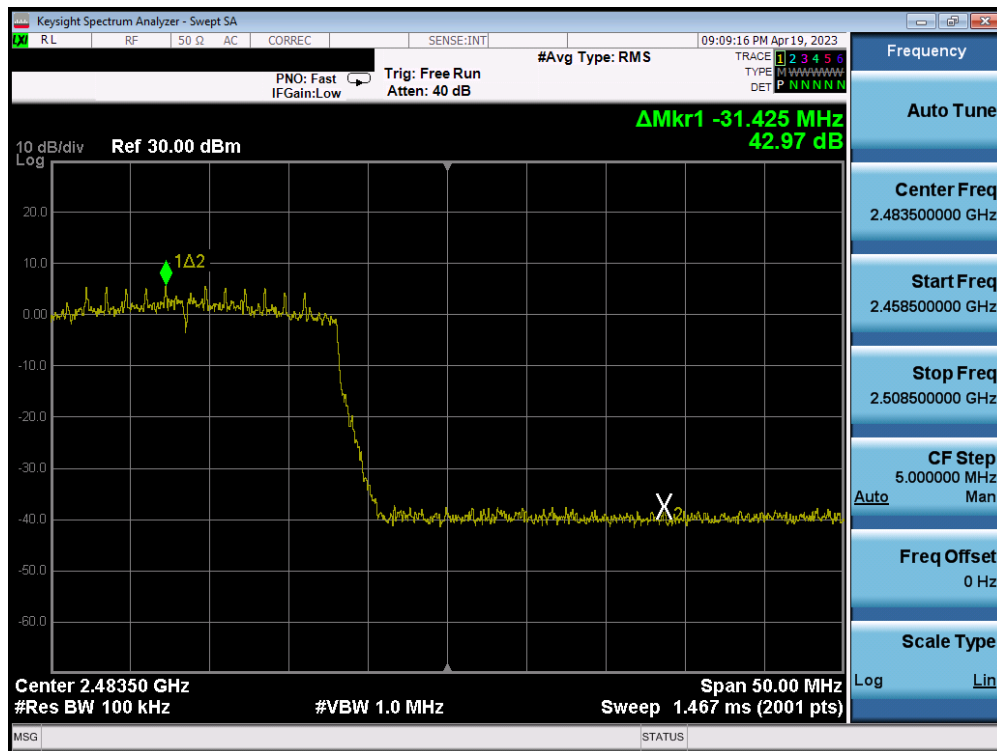 Keysight Spectrum Analyzer - Swept SA
LXI RL RF 50 Ω AC CORREC SENSE:INT 09:09:16 PM Apr 19, 2023
PNO: Fast
IFGain:Low
Trig: Free Run
Atten: 40 dB
#Avg Type: RMS
TRACE 1 2 3 4 5 6
TYPE M W W W W W
DET P N N N N N
ΔMkr1 -31.425 MHz
42.97 dB
10 dB/div Ref 30.00 dBm
Log
20.0
10.0
0.00
-10.0
-20.0
-30.0
-40.0
-50.0
-60.0
1Δ2
X2
Center 2.48350 GHz Span 50.00 MHz
#Res BW 100 kHz #VBW 1.0 MHz Sweep 1.467 ms (2001 pts)
MSG STATUS
Frequency
Auto Tune
Center Freq
2.483500000 GHz
Start Freq
2.458500000 GHz
Stop Freq
2.508500000 GHz
CF Step
5.000000 MHz
Auto Man
Freq Offset
0 Hz
Scale Type
Log Lin